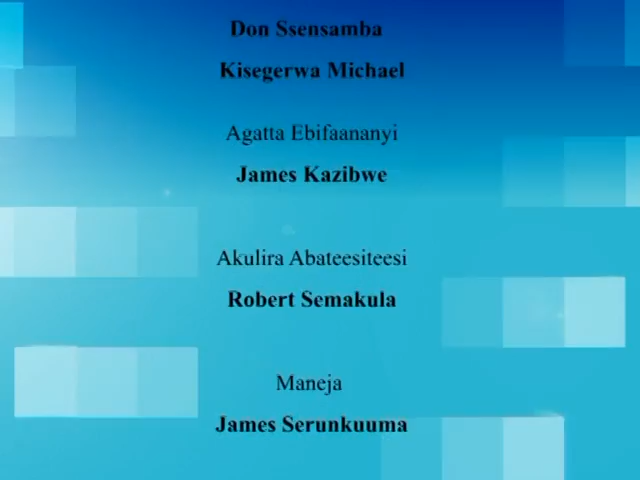 Don Ssensamba
Kisegerwa Michael
Agatta Ebifaananyi
James Kazibwe
Akulira Abateesiteesi
Robert Semakula
Maneja
James Serunkuuma